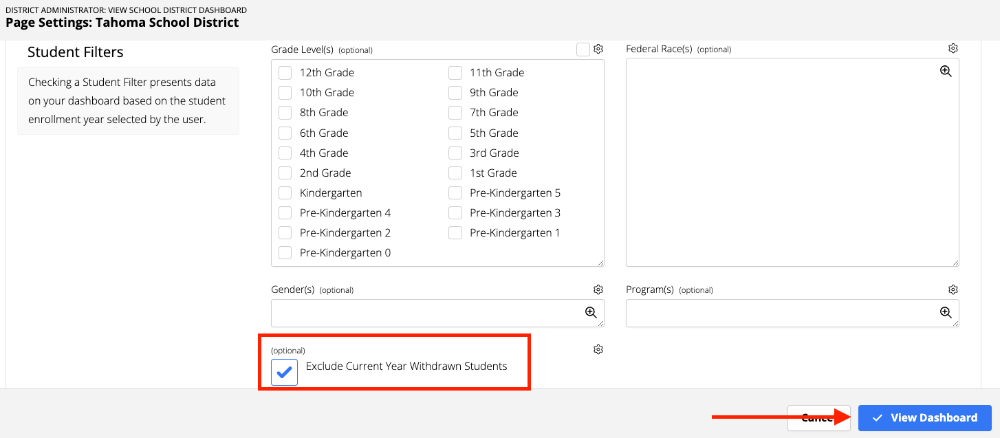 DISTRICT ADMINISTRATOR: VIEW SCHOOL DISTRICT DASHBOARD
Page Settings: Tahoma School District
Student Filters
Checking a Student Filter presents data
on your dashboard based on the student
enrollment year selected by the user.
Grade Level(s) (optional)
12th Grade
11th Grade
10th Grade
9th Grade
8th Grade
7th Grade
6th Grade
5th Grade
4th Grade
3rd Grade
2nd Grade
1st Grade
Kindergarten
Pre-Kindergarten 5
Pre-Kindergarten 4
Pre-Kindergarten 3
Pre-Kindergarten 2
Pre-Kindergarten 1
Pre-Kindergarten 0
Federal Race(s) (optional)
Gender(s) (optional)
Program(s) (optional)
(optional)
Exclude Current Year Withdrawn Students
Cancel
View Dashboard